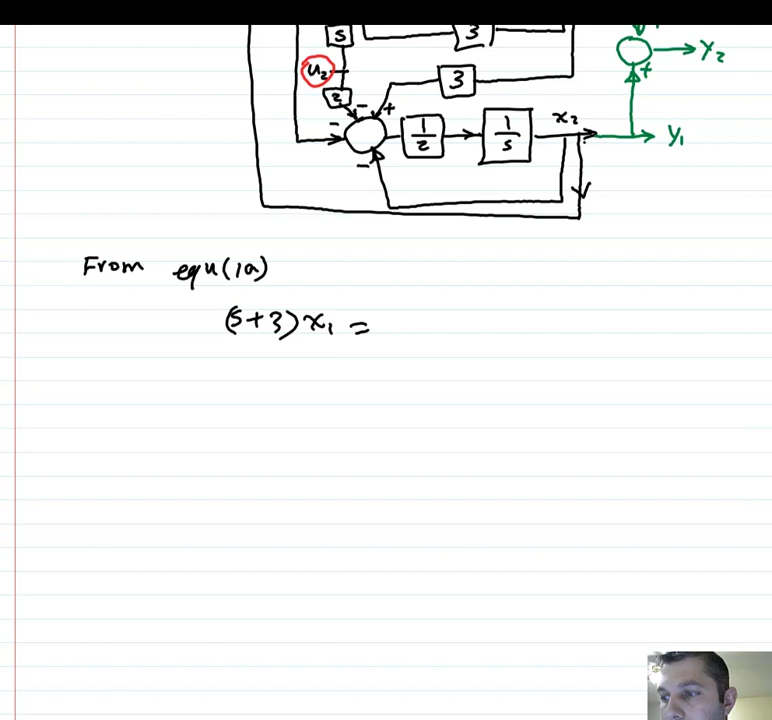 s
3
Y2
u2
3
2
-
+
+
-
1/2
1/s
x2
Y1
-
From equ(1a)
(s+3)x1 =